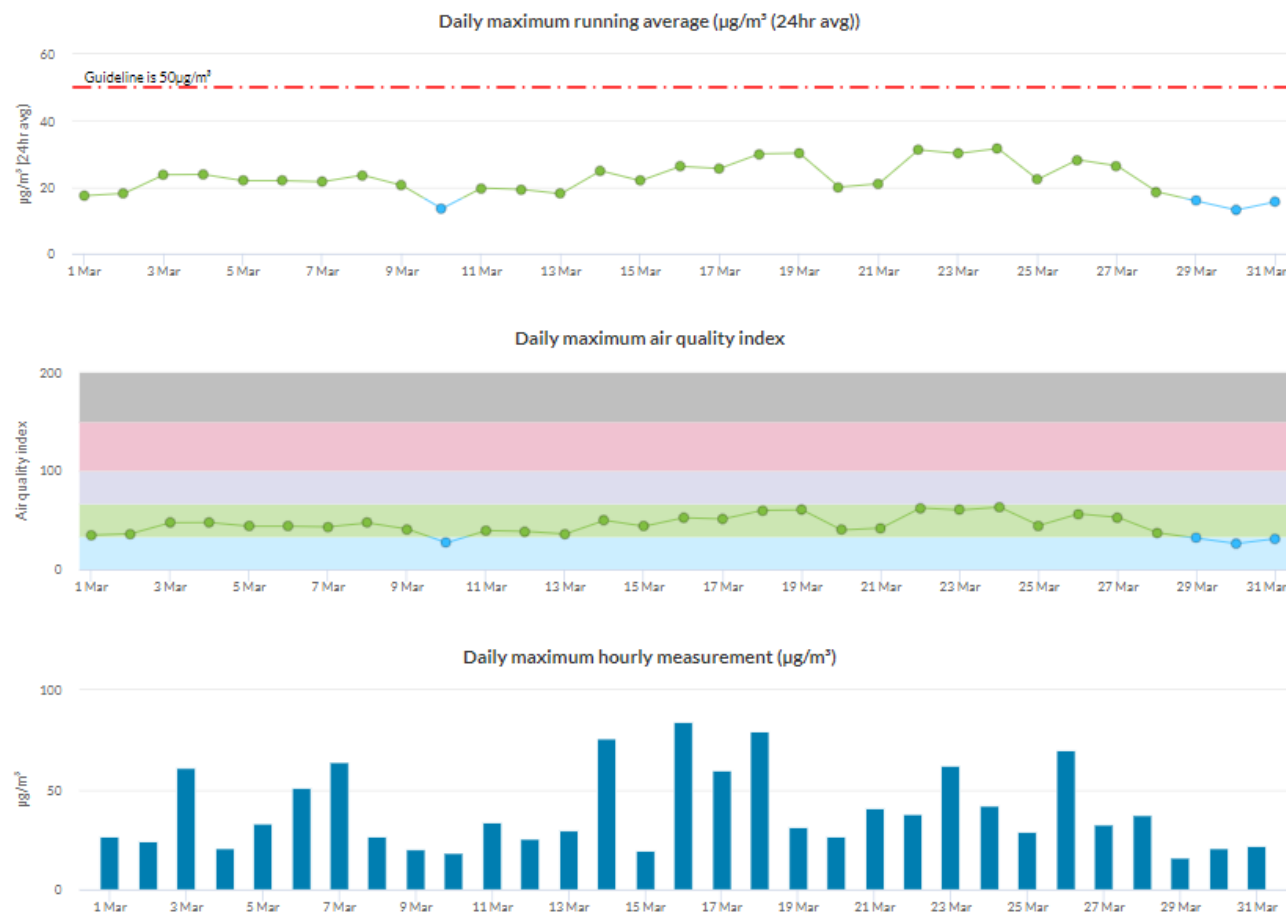 Daily maximum running average (µg/m³ (24hr avg))
60
Guideline is 50µg/m³
40
20
0
µg/m³ (24hr avg)
1 Mar 3 Mar 5 Mar 7 Mar 9 Mar 11 Mar 13 Mar 15 Mar 17 Mar 19 Mar 21 Mar 23 Mar 25 Mar 27 Mar 29 Mar 31 Mar
Daily maximum air quality index
200
100
0
Air quality index
1 Mar 3 Mar 5 Mar 7 Mar 9 Mar 11 Mar 13 Mar 15 Mar 17 Mar 19 Mar 21 Mar 23 Mar 25 Mar 27 Mar 29 Mar 31 Mar
Daily maximum hourly measurement (µg/m³)
100
50
0
µg/m³
1 Mar 3 Mar 5 Mar 7 Mar 9 Mar 11 Mar 13 Mar 15 Mar 17 Mar 19 Mar 21 Mar 23 Mar 25 Mar 27 Mar 29 Mar 31 Mar